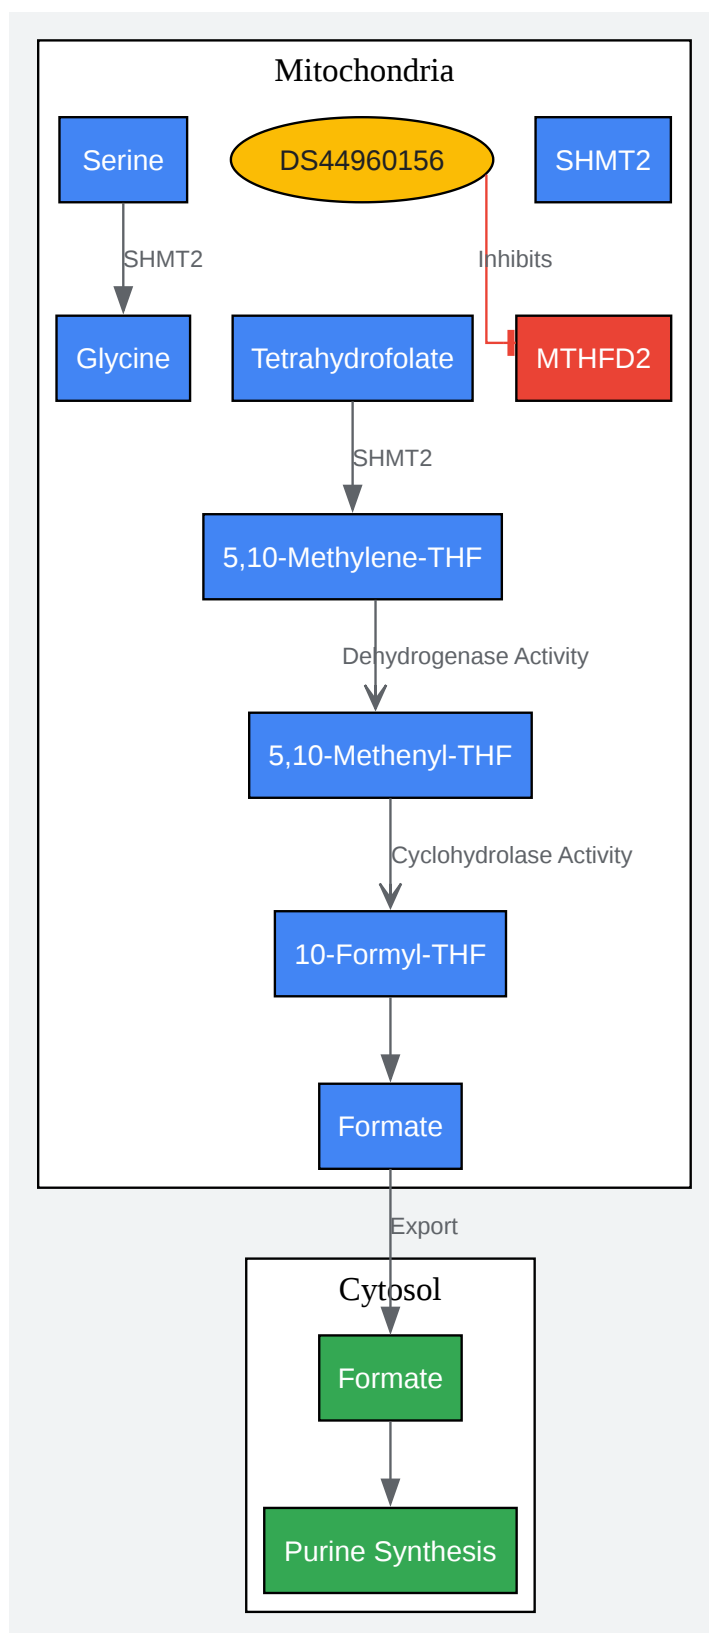 Mitochondria
Serine
DS44960156
SHMT2
SHMT2
Inhibits
Glycine
Tetrahydrofolate
MTHFD2
SHMT2
5,10-Methylene-THF
Dehydrogenase Activity
5,10-Methenyl-THF
Cyclohydrolase Activity
10-Formyl-THF
Formate
Export
Cytosol
Formate
Purine Synthesis